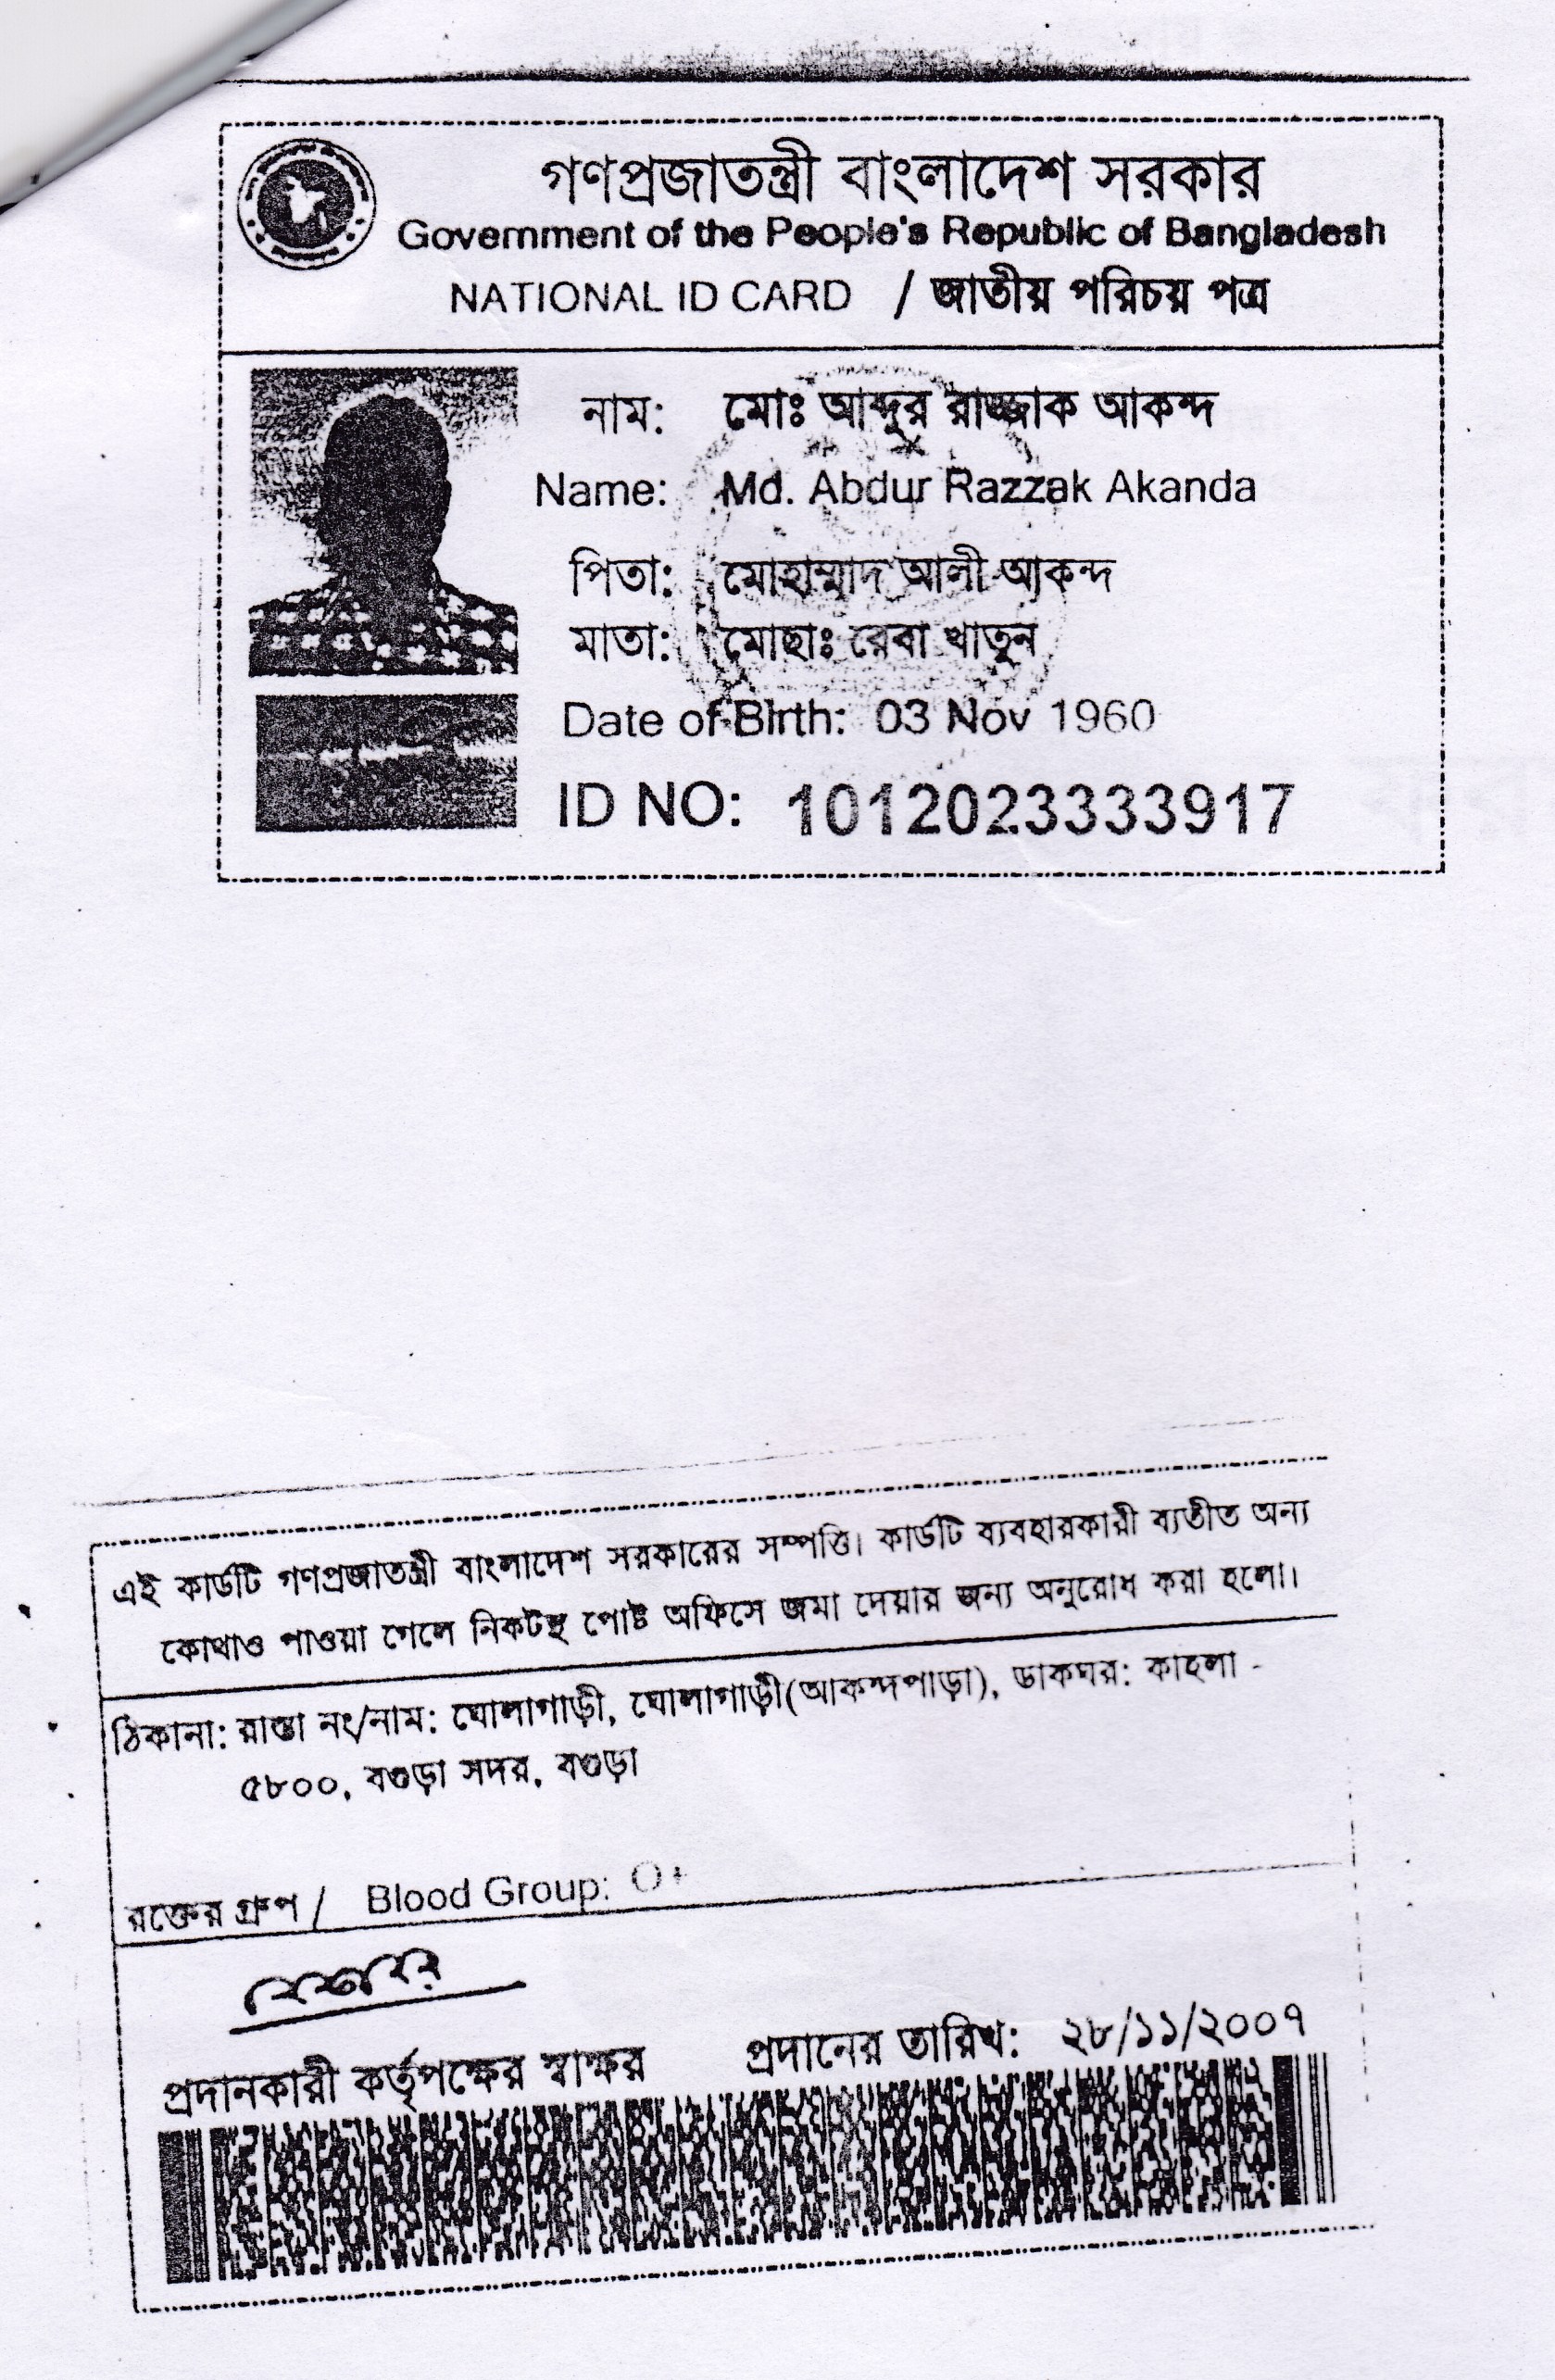 গণপ্রজাতন্ত্রী বাংলাদেশ সরকার
Government of the People's Republic of Bangladesh
NATIONAL ID CARD / জাতীয় পরিচয় পত্র
নাম: মোঃ আব্দুর রাজ্জাক আকন্দ
Name: Md. Abdur Razzak Akanda
পিতা: মোহাম্মাদ আলী আকন্দ
মাতা: মোছাঃ রেবা খাতুন
Date of Birth: 03 Nov 1960
ID NO: 1012023333917
এই কার্ডটি গণপ্রজাতন্ত্রী বাংলাদেশ সরকারের সম্পত্তি। কার্ডটি ব্যবহারকারী ব্যতীত অন্য
কোথাও পাওয়া গেলে নিকটস্থ পোষ্ট অফিসে জমা দেয়ার জন্য অনুরোধ করা হলো।
ঠিকানা: রাস্তা নং/নাম: ঘোলাগাড়ী, ঘোলাগাড়ী(আকন্দপাড়া), ডাকঘর: কাহলা -
৫৮০০, বগুড়া সদর, বগুড়া
রক্তের গ্রুপ / Blood Group: O+
প্রদানকারী কর্তৃপক্ষের স্বাক্ষর প্রদানের তারিখ: ২৮/১১/২০০৭